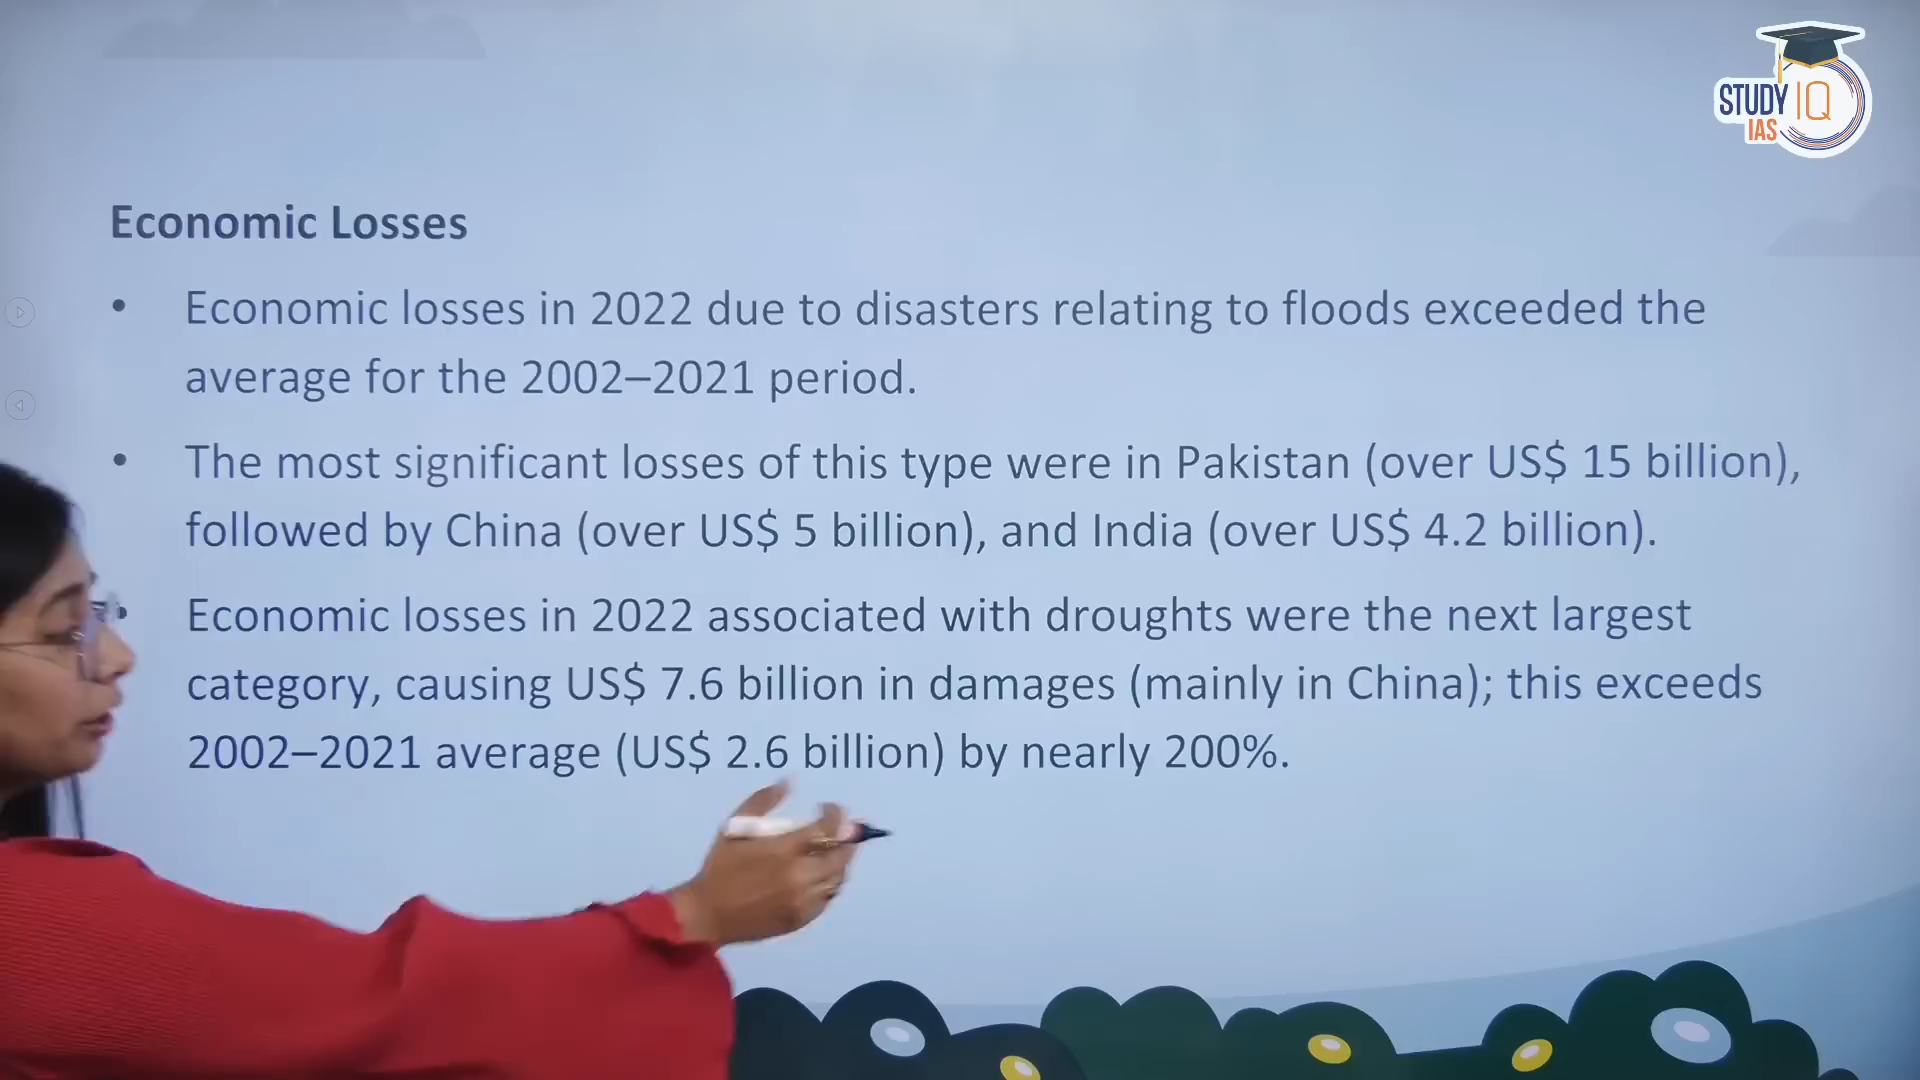 STUDY IQ
IAS
Economic Losses
• Economic losses in 2022 due to disasters relating to floods exceeded the
average for the 2002–2021 period.
• The most significant losses of this type were in Pakistan (over US$ 15 billion),
followed by China (over US$ 5 billion), and India (over US$ 4.2 billion).
• Economic losses in 2022 associated with droughts were the next largest
category, causing US$ 7.6 billion in damages (mainly in China); this exceeds
2002–2021 average (US$ 2.6 billion) by nearly 200%.